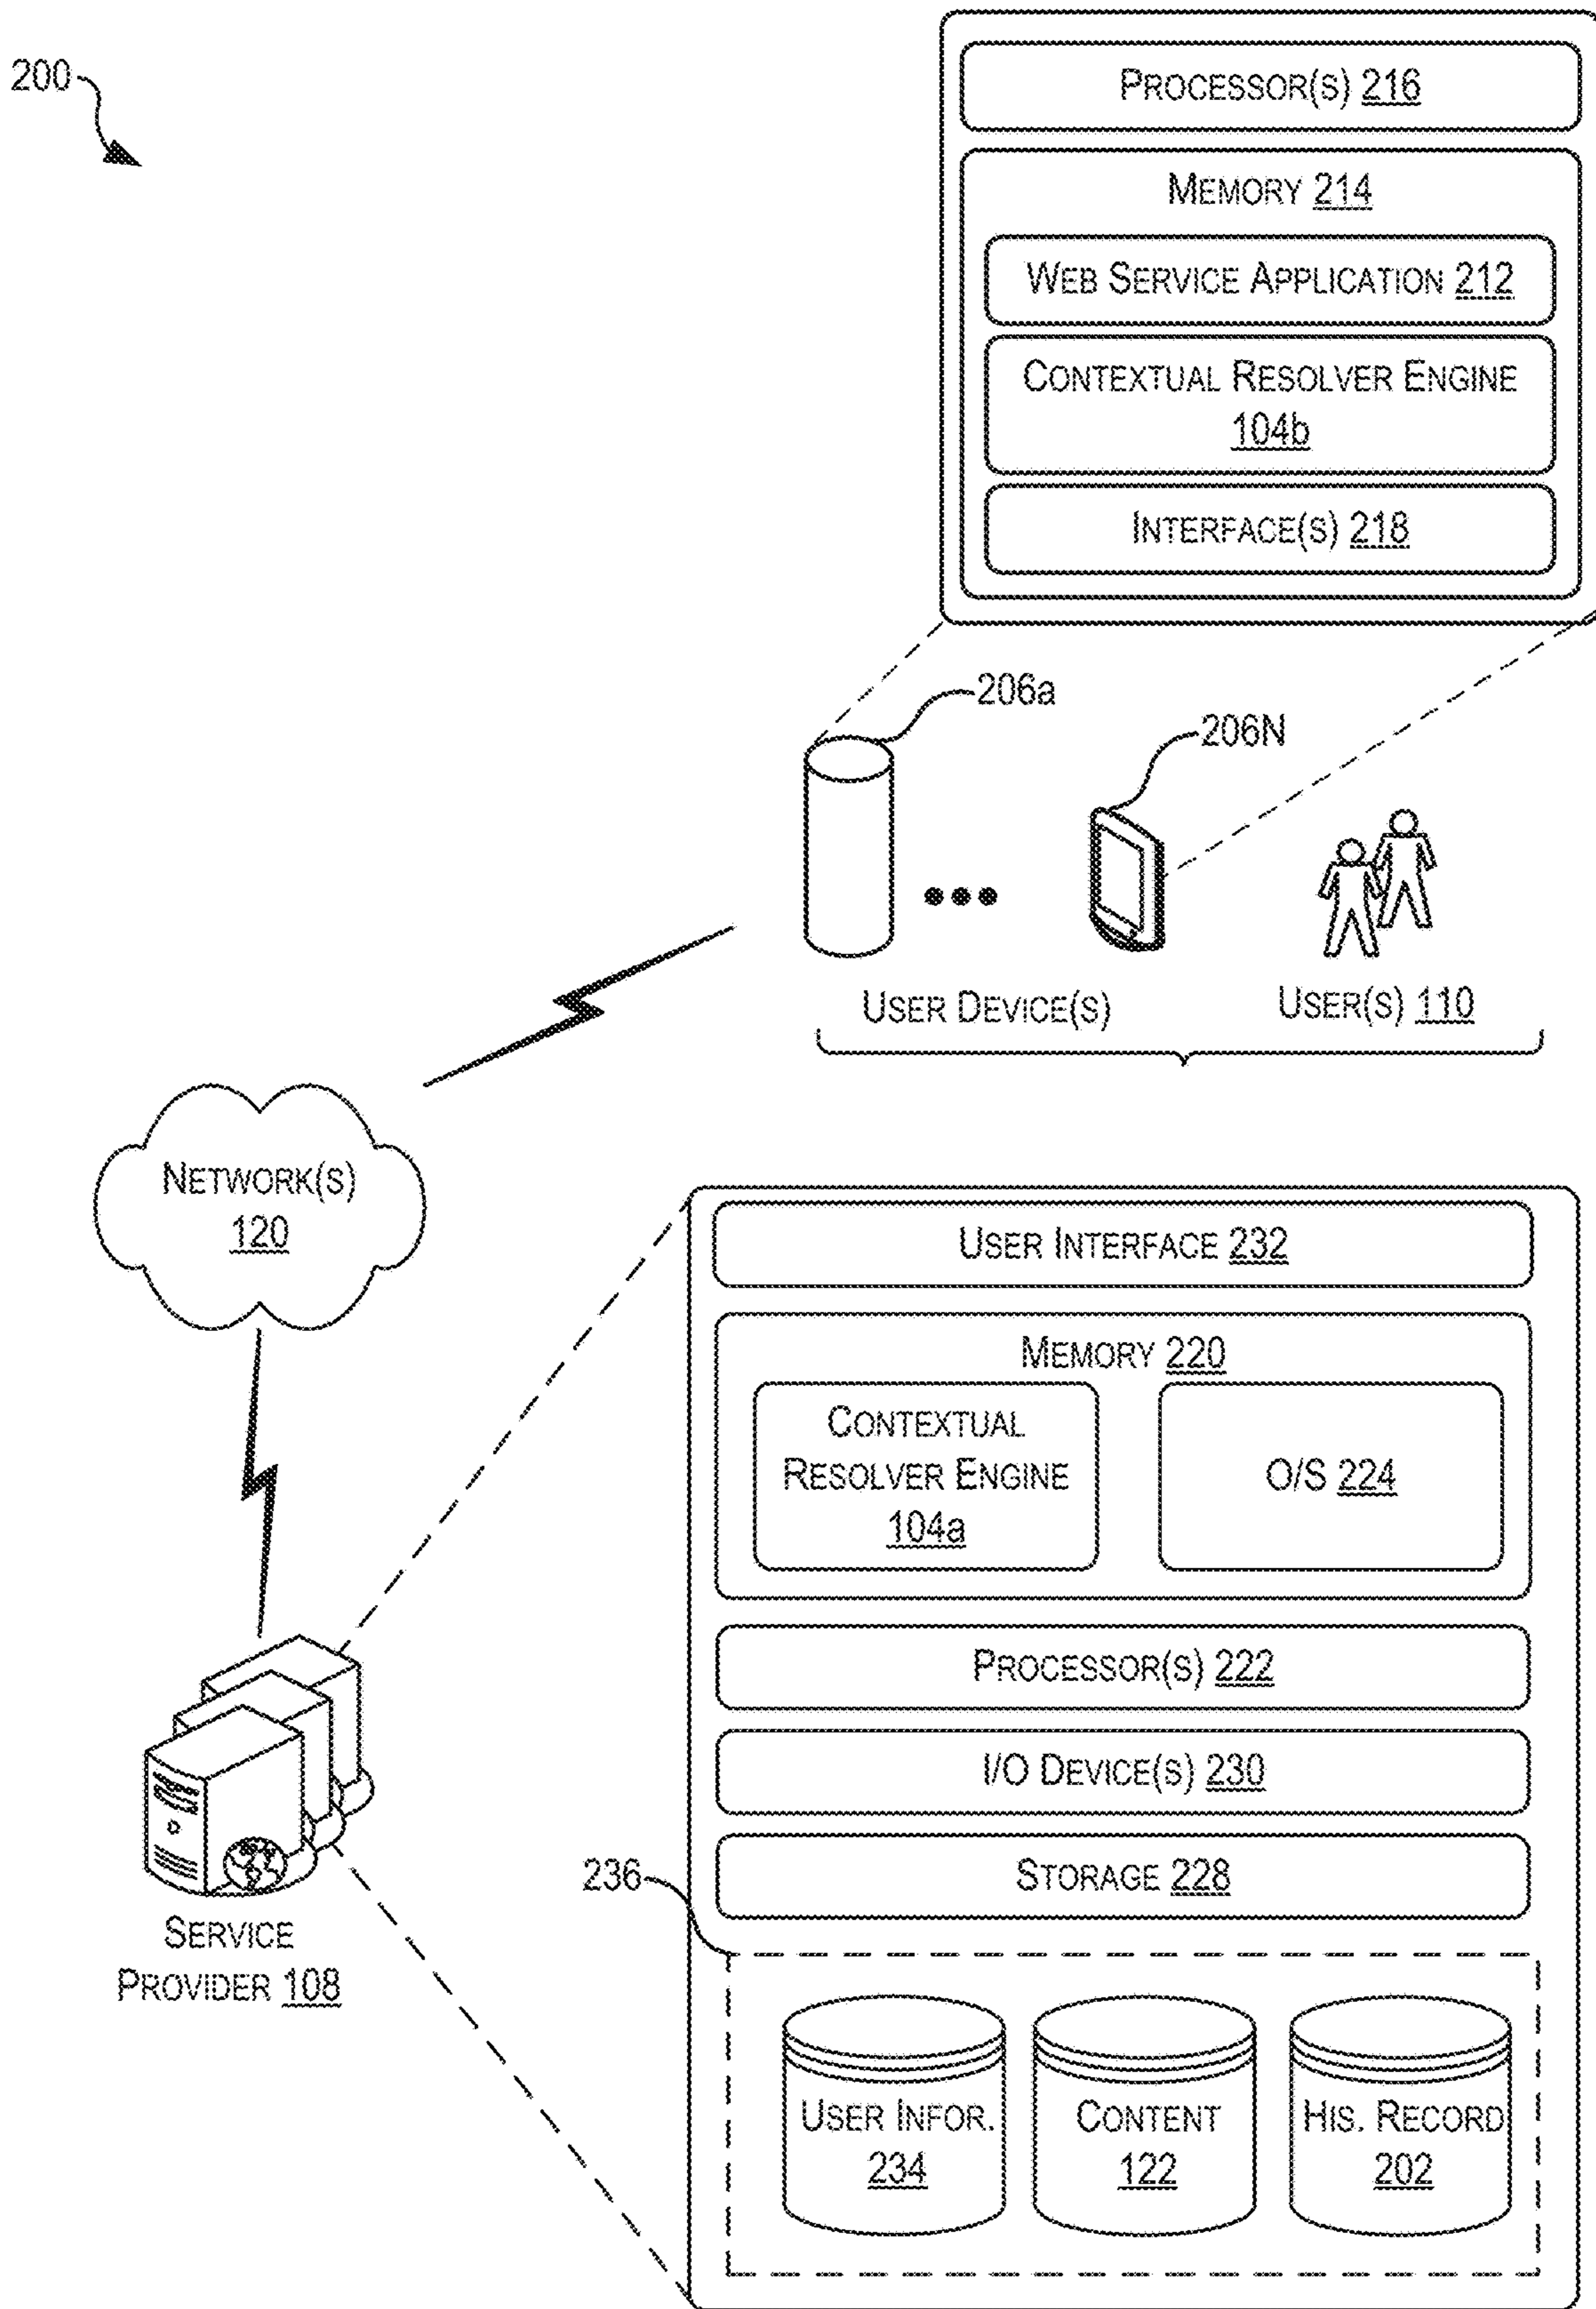 200
PROCESSOR(S) 216
MEMORY 214
WEB SERVICE APPLICATION 212
CONTEXTUAL RESOLVER ENGINE
104b
INTERFACE(S) 218
206a
206N
USER DEVICE(S)
USER(S) 110
NETWORK(S)
120
USER INTERFACE 232
MEMORY 220
CONTEXTUAL
RESOLVER ENGINE
104a
O/S 224
PROCESSOR(S) 222
I/O DEVICE(S) 230
STORAGE 228
236
SERVICE
PROVIDER 108
USER INFOR.
234
CONTENT
122
HIS. RECORD
202